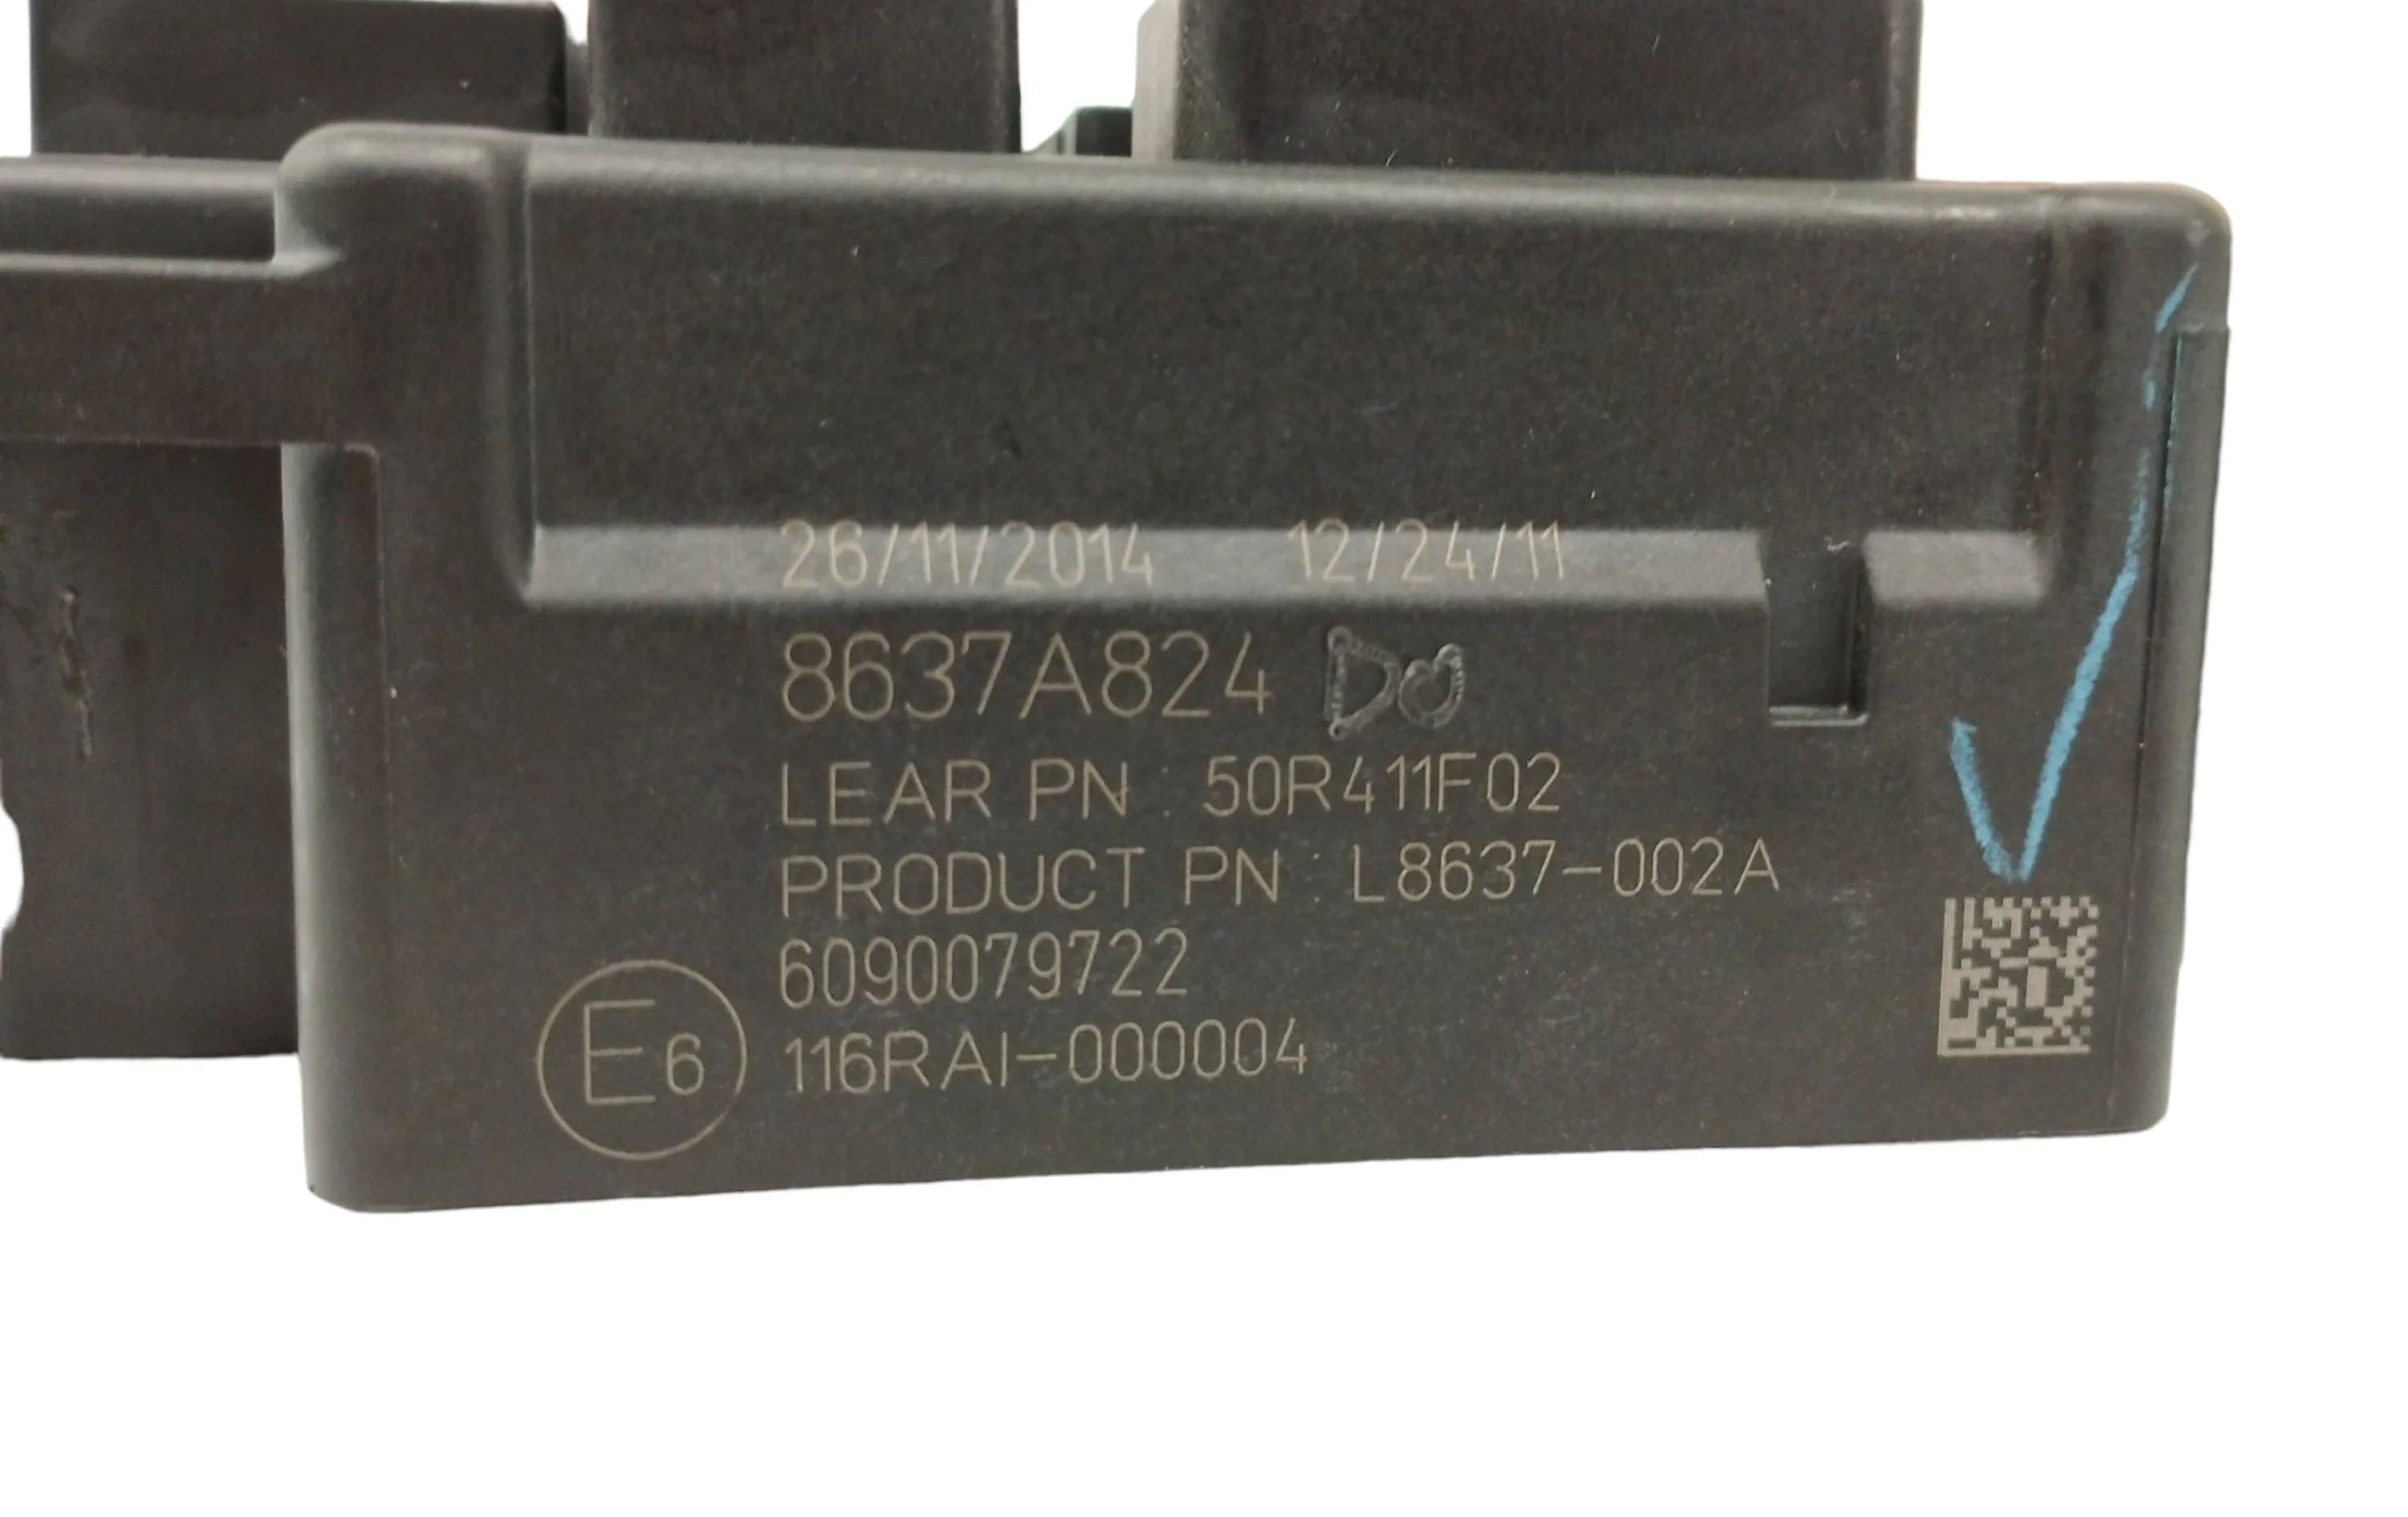 26/11/2014 12/24/11
8637A824
LEAR PN : 50R411F02
PRODUCT PN : L8637-002A
6090079722
E6 116RAI-000004